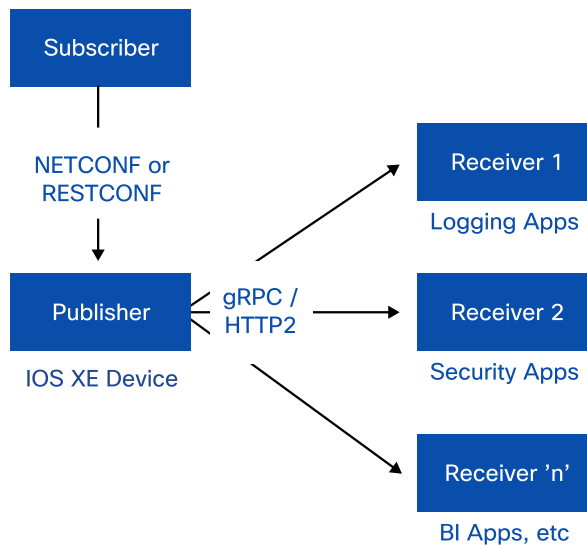 Subscriber
NETCONF or
RESTCONF
Publisher
IOS XE Device
gRPC /
HTTP2
Receiver 1
Logging Apps
Receiver 2
Security Apps
Receiver 'n'
BI Apps, etc